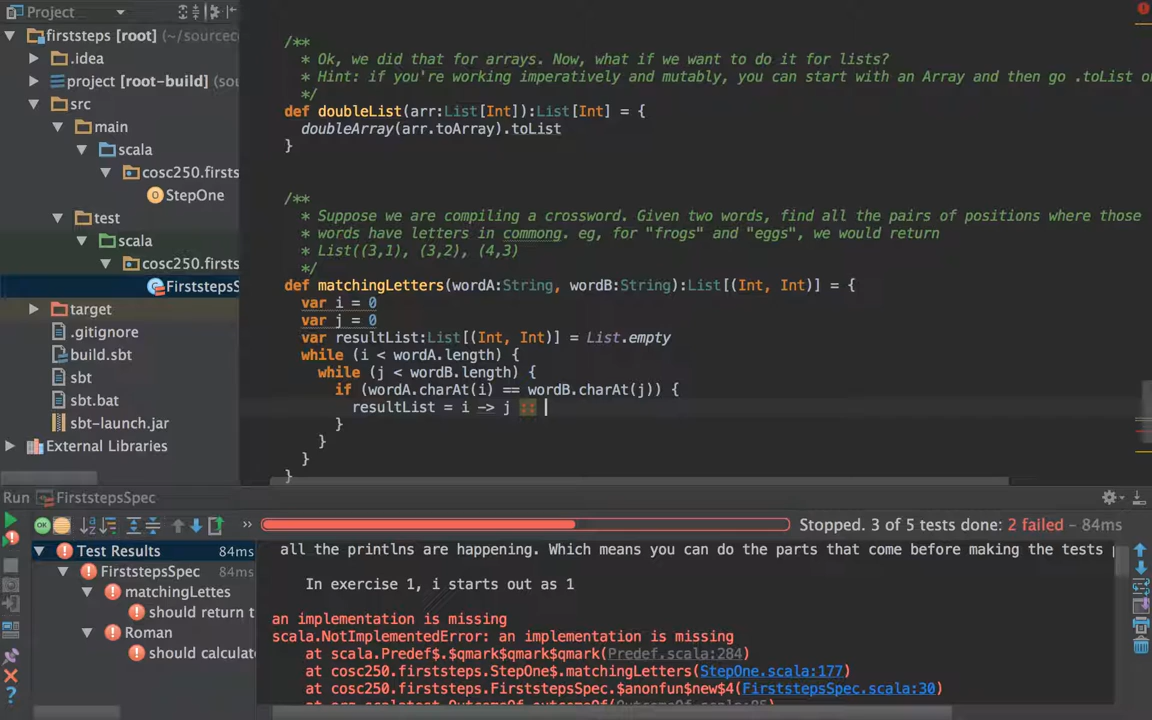 Project
firststeps [root] (~/sourcec
.idea
project [root-build] (sou
src
main
scala
cosc250.firsts
StepOne
test
scala
cosc250.firsts
FirststepsS
target
.gitignore
build.sbt
sbt
sbt.bat
sbt-launch.jar
External Libraries
/**
* Ok, we did that for arrays. Now, what if we want to do it for lists?
* Hint: if you're working imperatively and mutably, you can start with an Array and then go .toList o
*/
def doubleList(arr:List[Int]):List[Int] = {
doubleArray(arr.toArray).toList
}
/**
* Suppose we are compiling a crossword. Given two words, find all the pairs of positions where those
* words have letters in commong. eg, for "frogs" and "eggs", we would return
* List((3,1), (3,2), (4,3)
*/
def matchingLetters(wordA:String, wordB:String):List[(Int, Int)] = {
var i = 0
var j = 0
var resultList:List[(Int, Int)] = List.empty
while (i < wordA.length) {
while (j < wordB.length) {
if (wordA.charAt(i) == wordB.charAt(j)) {
resultList = i -> j ::
}
}
}
}
Run FirststepsSpec
Stopped. 3 of 5 tests done: 2 failed – 84ms
Test Results 84ms
FirststepsSpec 84ms
matchingLettes
should return t
Roman
should calculate
all the printlns are happening. Which means you can do the parts that come before making the tests
In exercise 1, i starts out as 1
an implementation is missing
scala.NotImplementedError: an implementation is missing
at scala.Predef$.$qmark$qmark$qmark(Predef.scala:284)
at cosc250.firststeps.StepOne$.matchingLetters(StepOne.scala:177)
at cosc250.firststeps.FirststepsSpec.$anonfun$new$4(FirststepsSpec.scala:30)